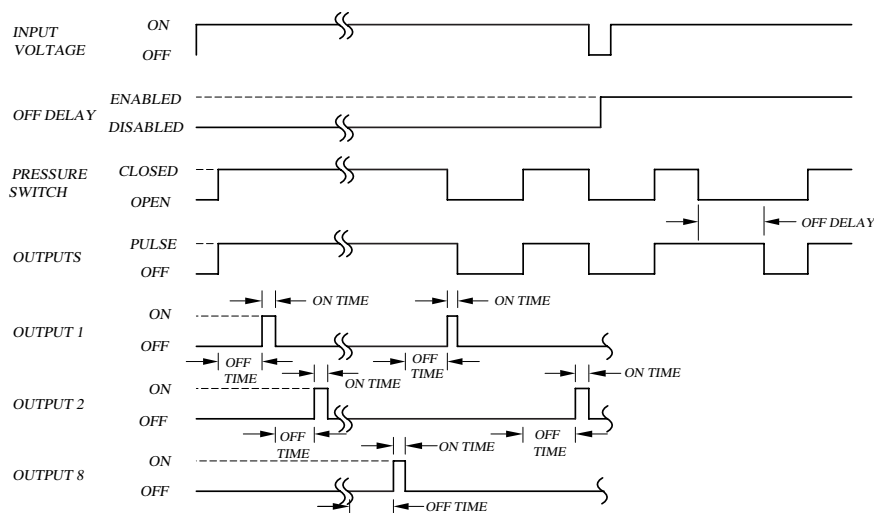 INPUT
VOLTAGE
ON
OFF
OFF DELAY
ENABLED
DISABLED
PRESSURE
SWITCH
CLOSED
OPEN
OFF DELAY
OUTPUTS
PULSE
OFF
ON TIME
ON TIME
OUTPUT 1
ON
OFF
OFF
TIME
OFF
TIME
ON TIME
ON TIME
OUTPUT 2
ON
OFF
OFF
TIME
OFF
TIME
ON TIME
OUTPUT 8
ON
OFF
OFF TIME